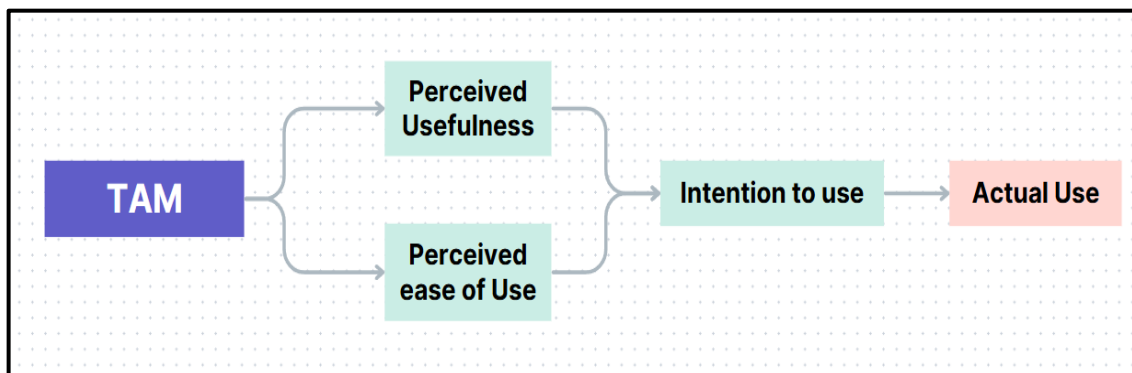 TAM
Perceived
Usefulness
Perceived
ease of Use
Intention to use
Actual Use